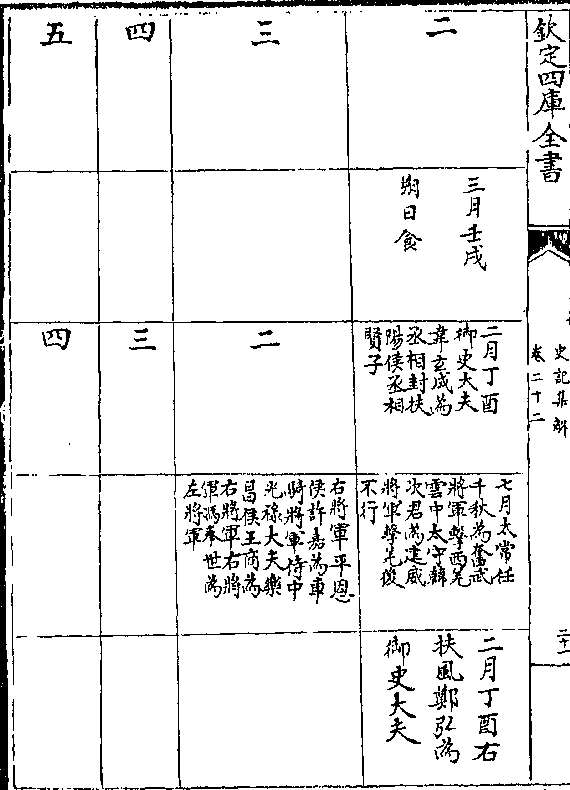 欽定四庫全書
史記集解
卷二十二
二十一
二
三月壬戌
朔日食
二月丁酉
御史大夫
韋玄成為
丞相封扶
陽侯丞相
賢子
七月太常任
千秋為奮武
將軍擊西羌
雲中太守韓
次君為建威
將軍擊羌後
不行
二月丁酉右
扶風鄭弘為
御史大夫
三
二
右將軍平恩
侯許嘉為車
騎將軍侍中
光祿大夫樂
昌侯王商為
右將軍右將
軍馮奉世為
左將軍
四
三
五
四